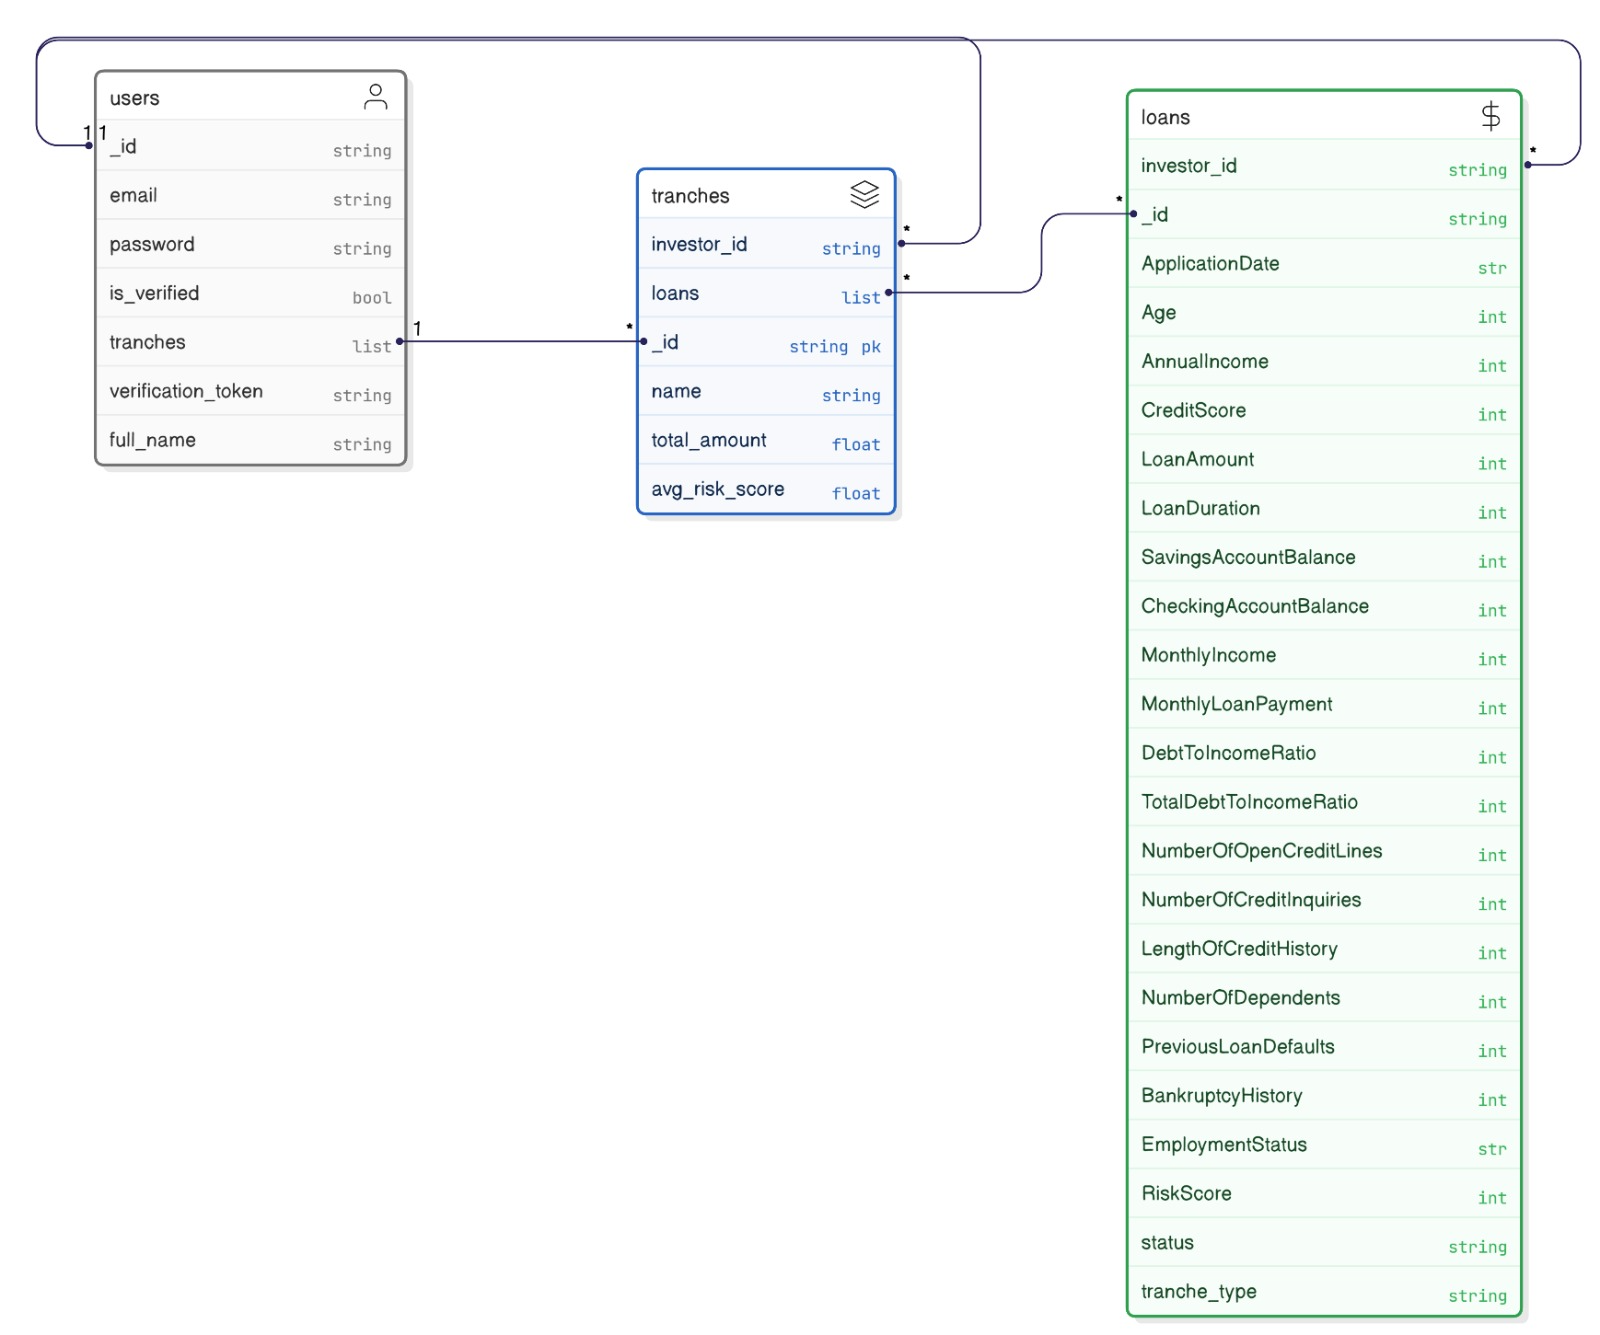 users
1 1
_id string
email string
password string
is_verified bool
tranches list
1 *
verification_token string
full_name string
tranches
investor_id string
*
loans list
*
_id string pk
name string
total_amount float
avg_risk_score float
loans $
investor_id string
*
*
_id string
ApplicationDate str
Age int
AnnualIncome int
CreditScore int
LoanAmount int
LoanDuration int
SavingsAccountBalance int
CheckingAccountBalance int
MonthlyIncome int
MonthlyLoanPayment int
DebtToIncomeRatio int
TotalDebtToIncomeRatio int
NumberOfOpenCreditLines int
NumberOfCreditInquiries int
LengthOfCreditHistory int
NumberOfDependents int
PreviousLoanDefaults int
BankruptcyHistory int
EmploymentStatus str
RiskScore int
status string
tranche_type string